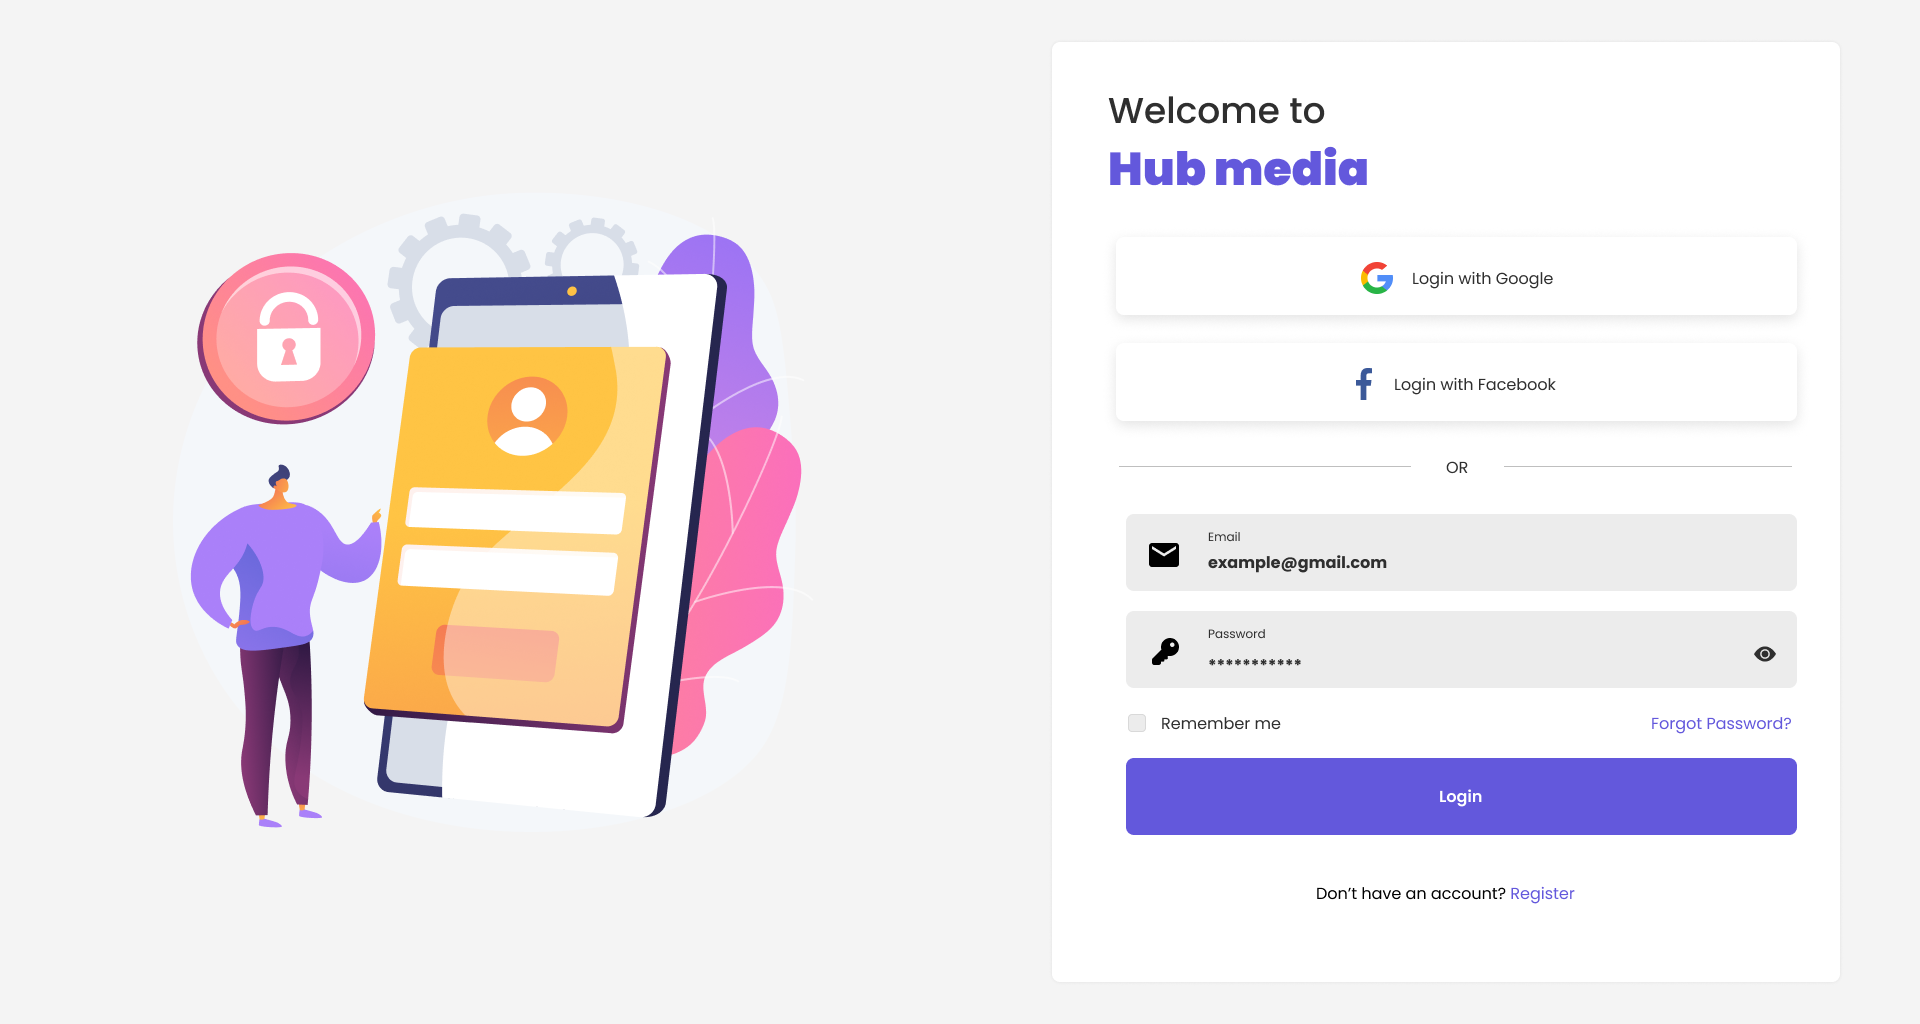 Welcome to
Hub media
Login with Google
Login with Facebook
OR
Email
example@gmail.com
Password
***********
Remember me
Forgot Password?
Login
Don’t have an account? Register